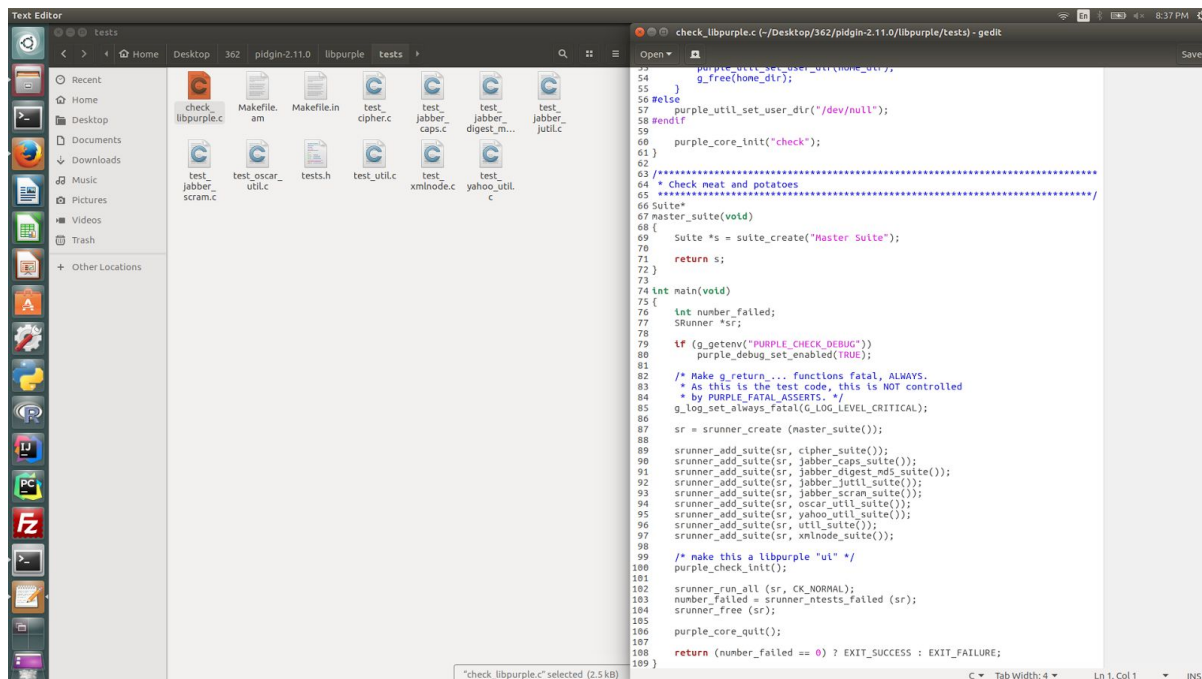 Text Editor
En
8:37 PM
tests
Home
Desktop
362
pidgin-2.11.0
libpurple
tests
Recent
Home
Desktop
Documents
Downloads
Music
Pictures
Videos
Trash
+ Other Locations
check_
libpurple.c
Makefile.
am
Makefile.in
test_
cipher.c
test_
jabber_
caps.c
test_
jabber_
digest_m...
test_
jabber_
jutil.c
test_
jabber_
scram.c
test_oscar_
util.c
tests.h
test_util.c
test_
xmlnode.c
test_
yahoo_util.
c
"check_libpurple.c" selected (2.5 kB)
check_libpurple.c (~/Desktop/362/pidgin-2.11.0/libpurple/tests) - gedit
Open
Save
53 purple_util_set_user_dir(home_dir);
54 g_free(home_dir);
55 }
56 #else
57 purple_util_set_user_dir("/dev/null");
58 #endif
59
60 purple_core_init("check");
61 }
62
63 /******************************************************************************
64 * Check meat and potatoes
65 *****************************************************************************/
66 Suite*
67 master_suite(void)
68 {
69 Suite *s = suite_create("Master Suite");
70
71 return s;
72 }
73
74 int main(void)
75 {
76 int number_failed;
77 SRunner *sr;
78
79 if (g_getenv("PURPLE_CHECK_DEBUG"))
80 purple_debug_set_enabled(TRUE);
81
82 /* Make g_return_... functions fatal, ALWAYS.
83 * As this is the test code, this is NOT controlled
84 * by PURPLE_FATAL_ASSERTS. */
85 g_log_set_always_fatal(G_LOG_LEVEL_CRITICAL);
86
87 sr = srunner_create (master_suite());
88
89 srunner_add_suite(sr, cipher_suite());
90 srunner_add_suite(sr, jabber_caps_suite());
91 srunner_add_suite(sr, jabber_digest_md5_suite());
92 srunner_add_suite(sr, jabber_jutil_suite());
93 srunner_add_suite(sr, jabber_scram_suite());
94 srunner_add_suite(sr, oscar_util_suite());
95 srunner_add_suite(sr, yahoo_util_suite());
96 srunner_add_suite(sr, util_suite());
97 srunner_add_suite(sr, xmlnode_suite());
98
99 /* make this a libpurple "ui" */
100 purple_check_init();
101
102 srunner_run_all (sr, CK_NORMAL);
103 number_failed = srunner_ntests_failed (sr);
104 srunner_free (sr);
105
106 purple_core_quit();
107
108 return (number_failed == 0) ? EXIT_SUCCESS : EXIT_FAILURE;
109 }
C
Tab Width: 4
Ln 1, Col 1
INS